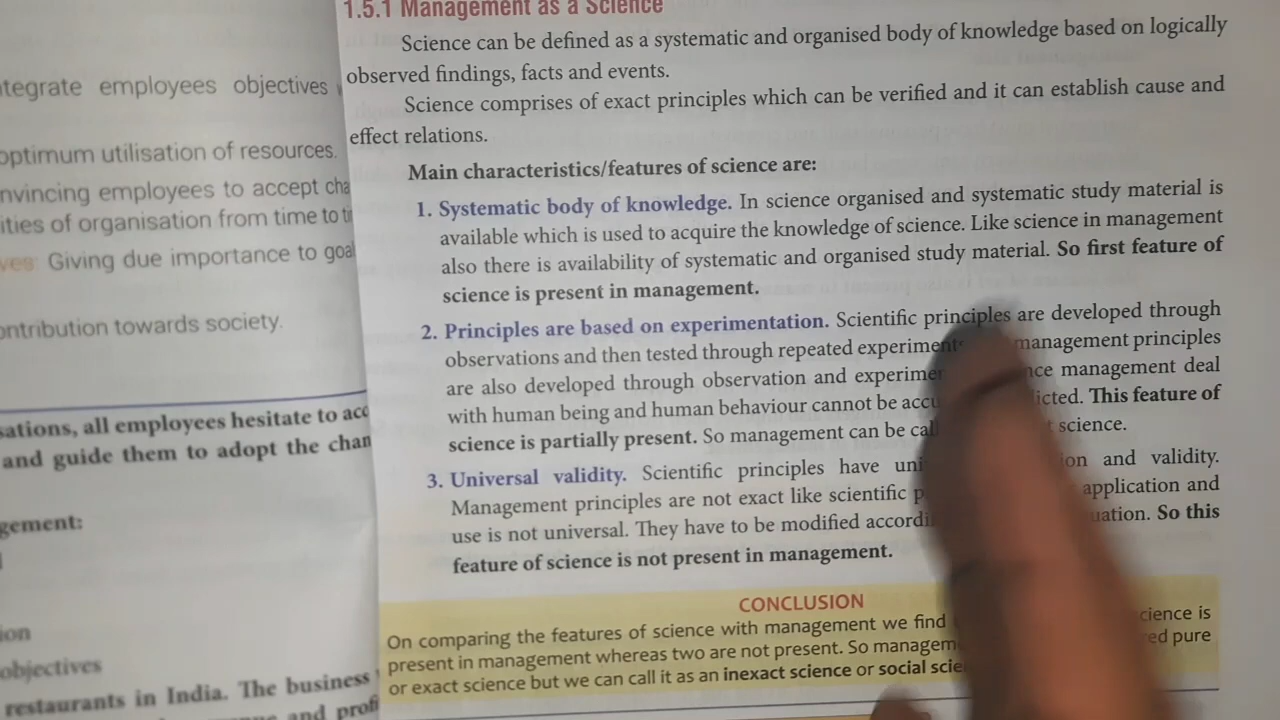 ntegrate employees objectives
optimum utilisation of resources.
nvincing employees to accept cha
ities of organisation from time to ti
ves: Giving due importance to goal
ontribution towards society.
sations, all employees hesitate to acc
and guide them to adopt the chan
gement:
ion
objectives
restaurants in India. The business
and profi
1.5.1 Management as a Science
Science can be defined as a systematic and organised body of knowledge based on logically
observed findings, facts and events.
Science comprises of exact principles which can be verified and it can establish cause and
effect relations.
Main characteristics/features of science are:
1. Systematic body of knowledge. In science organised and systematic study material is
available which is used to acquire the knowledge of science. Like science in management
also there is availability of systematic and organised study material. So first feature of
science is present in management.
2. Principles are based on experimentation. Scientific principles are developed through
observations and then tested through repeated experiments management principles
are also developed through observation and experimen nce management deal
with human being and human behaviour cannot be accu icted. This feature of
science is partially present. So management can be cal t science.
3. Universal validity. Scientific principles have uni ion and validity.
Management principles are not exact like scientific p application and
use is not universal. They have to be modified accordi uation. So this
feature of science is not present in management.
CONCLUSION
On comparing the features of science with management we find cience is
present in management whereas two are not present. So managem ed pure
or exact science but we can call it as an inexact science or social scie